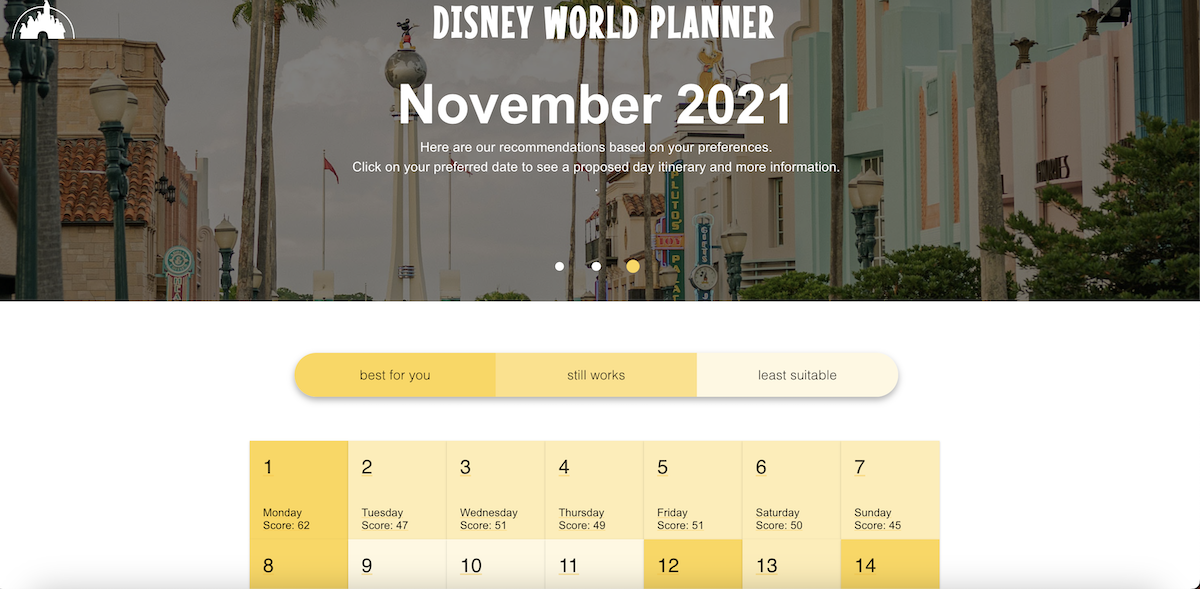 DISNEY WORLD PLANNER
November 2021
Here are our recommendations based on your preferences.
Click on your preferred date to see a proposed day itinerary and more information.
PLUTO'S
PALAC
GIFTS
best for you
still works
least suitable
1
2
3
4
5
6
7
Monday
Tuesday
Wednesday
Thursday
Friday
Saturday
Sunday
Score: 62
Score: 47
Score: 51
Score: 49
Score: 51
Score: 50
Score: 45
8
9
10
11
12
13
14